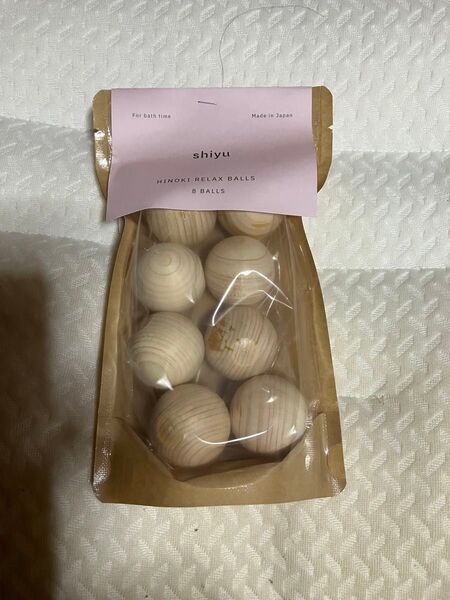 For bath time
Made in Japan
shiyu
HINOKI RELAX BALLS
8 BALLS